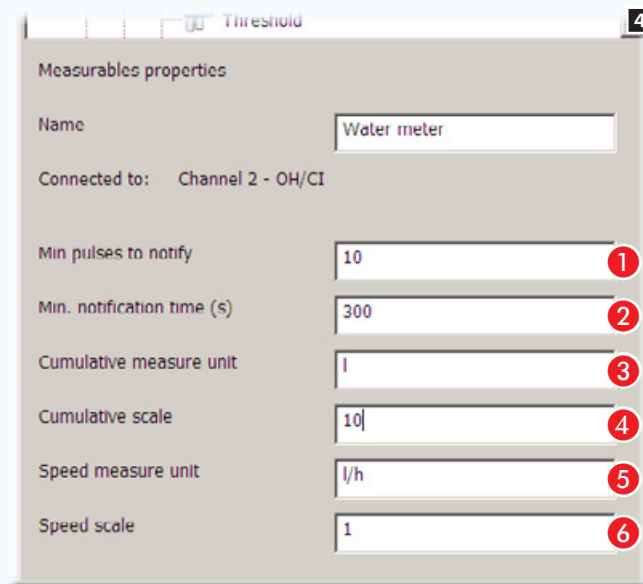 Threshold
4
Measurables properties
Name Water meter
Connected to: Channel 2 - OH/CI
Min pulses to notify 10 1
Min. notification time (s) 300 2
Cumulative measure unit l 3
Cumulative scale 10 4
Speed measure unit l/h 5
Speed scale 1 6